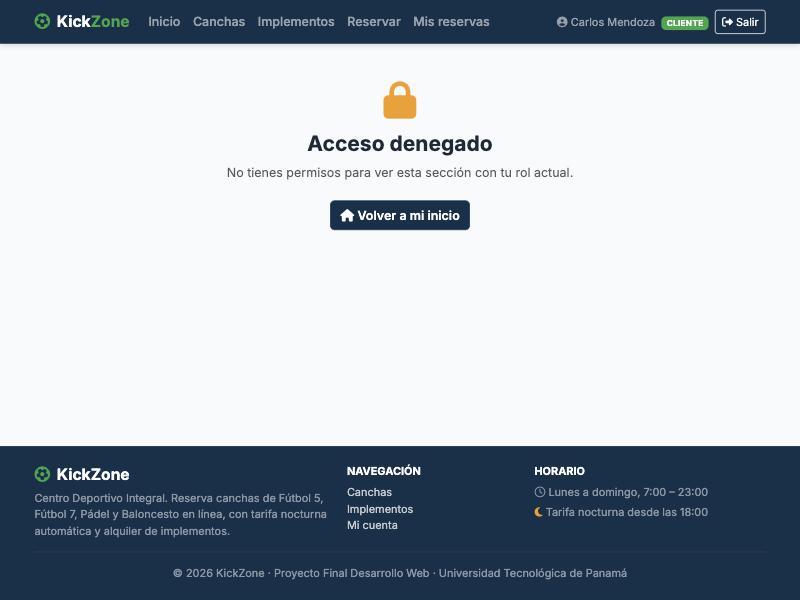 KickZone Inicio Canchas Implementos Reservar Mis reservas Carlos Mendoza CLIENTE Salir
Acceso denegado
No tienes permisos para ver esta sección con tu rol actual.
Volver a mi inicio
KickZone
Centro Deportivo Integral. Reserva canchas de Fútbol 5,
Fútbol 7, Pádel y Baloncesto en línea, con tarifa nocturna
automática y alquiler de implementos.
NAVEGACIÓN
Canchas
Implementos
Mi cuenta
HORARIO
Lunes a domingo, 7:00 – 23:00
Tarifa nocturna desde las 18:00
© 2026 KickZone · Proyecto Final Desarrollo Web · Universidad Tecnológica de Panamá